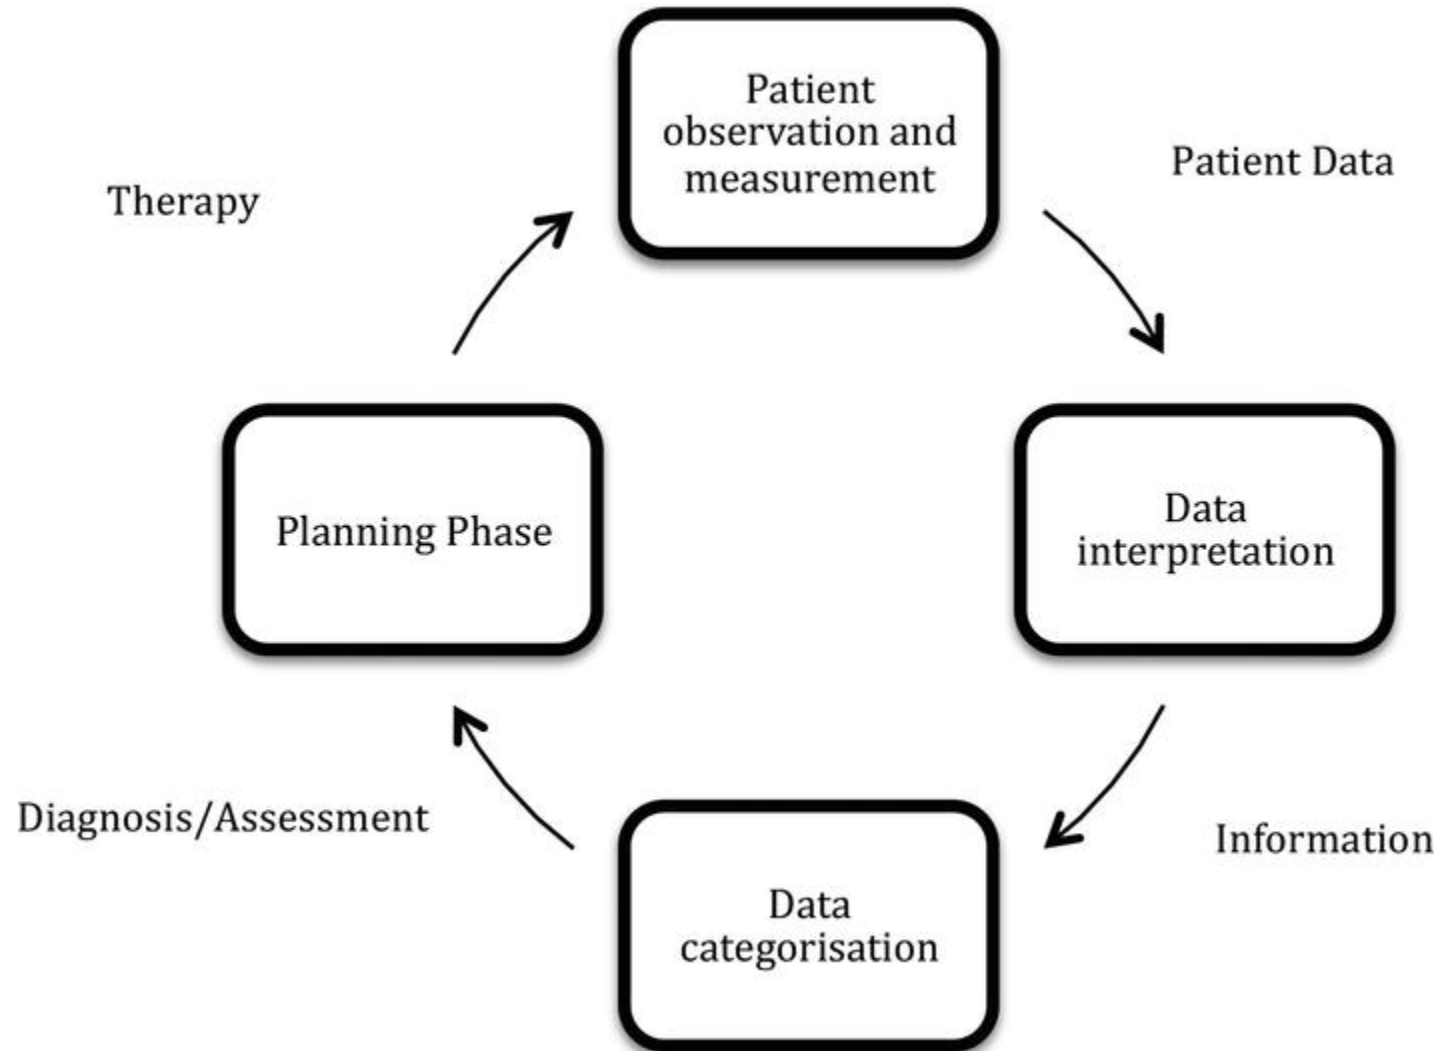 Patient
observation and
measurement
Patient Data
Therapy
Planning Phase
Data
interpretation
Diagnosis/Assessment
Information
Data
categorisation